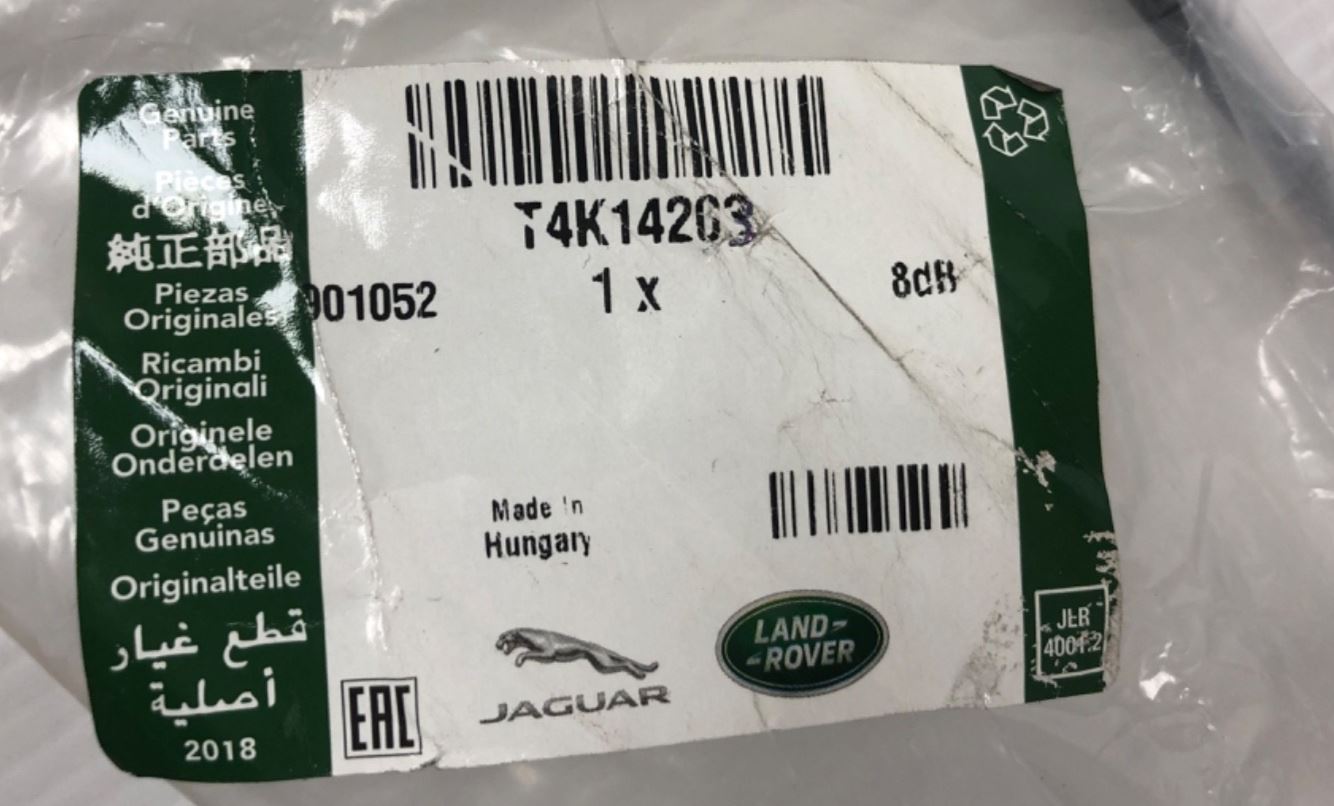 Genuine
Parts
Pièces
d'Origine
純正部品
Piezas
Originales
Ricambi
Originali
Originele
Onderdelen
Peças
Genuinas
Originalteile
قطع غيار
أصلية
2018
T4K14203
901052
1 x
8dB
Made in
Hungary
EAC
JAGUAR
LAND-
-ROVER
JLR
4001.2